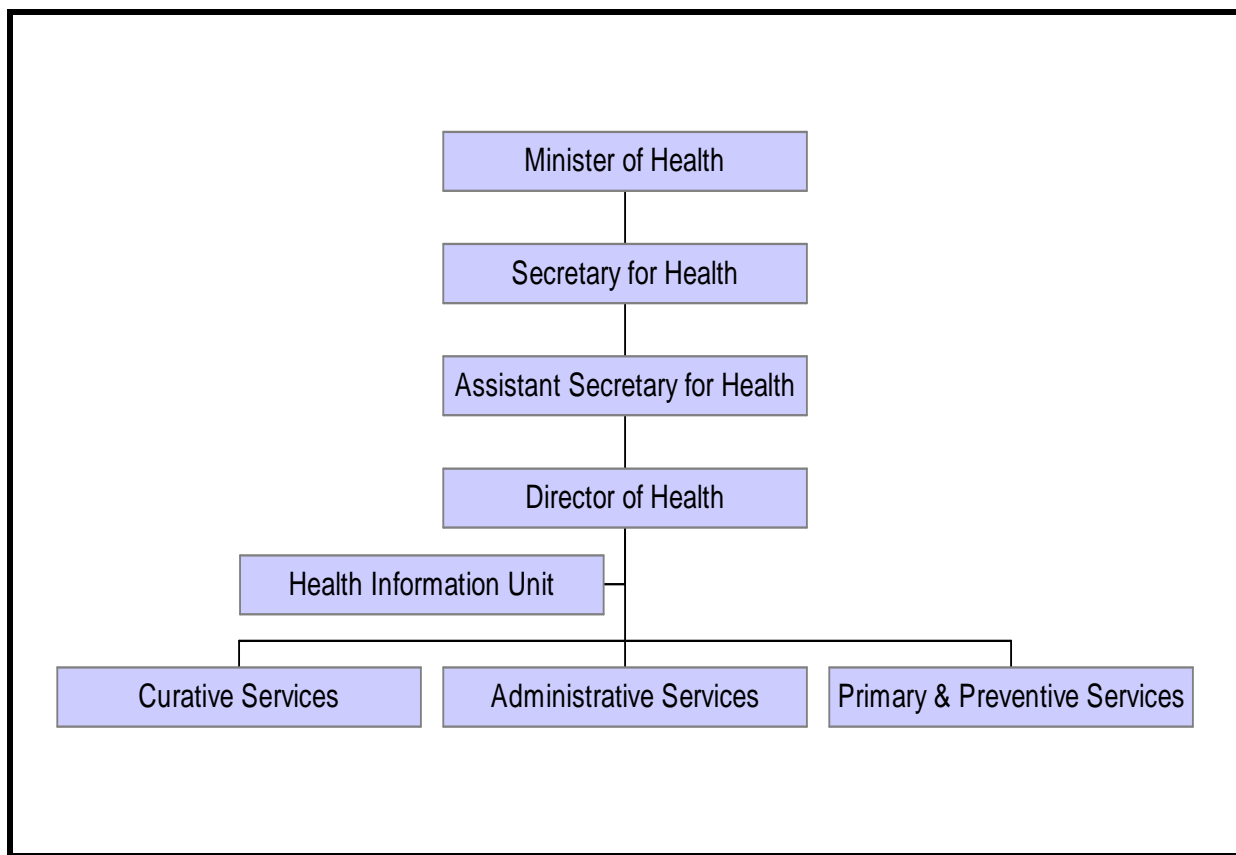 Minister of Health
Secretary for Health
Assistant Secretary for Health
Director of Health
Health Information Unit
Curative Services
Administrative Services
Primary & Preventive Services